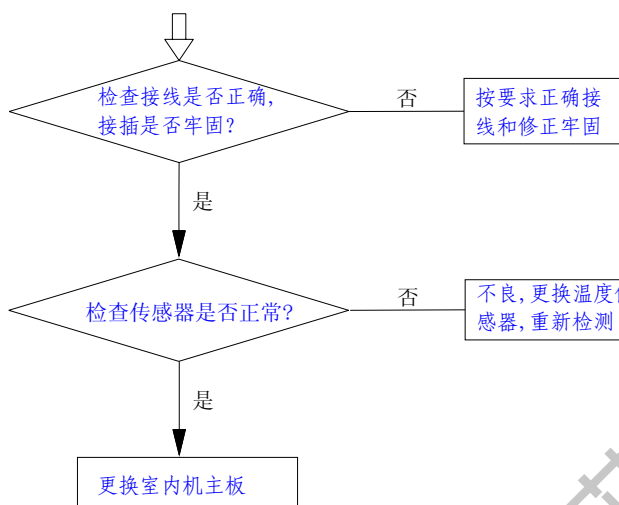 检查接线是否正确，
接插是否牢固？
否
按要求正确接
线和修正牢固
是
检查传感器是否正常？
否
不良，更换温度
感器，重新检测
是
更换室内机主板